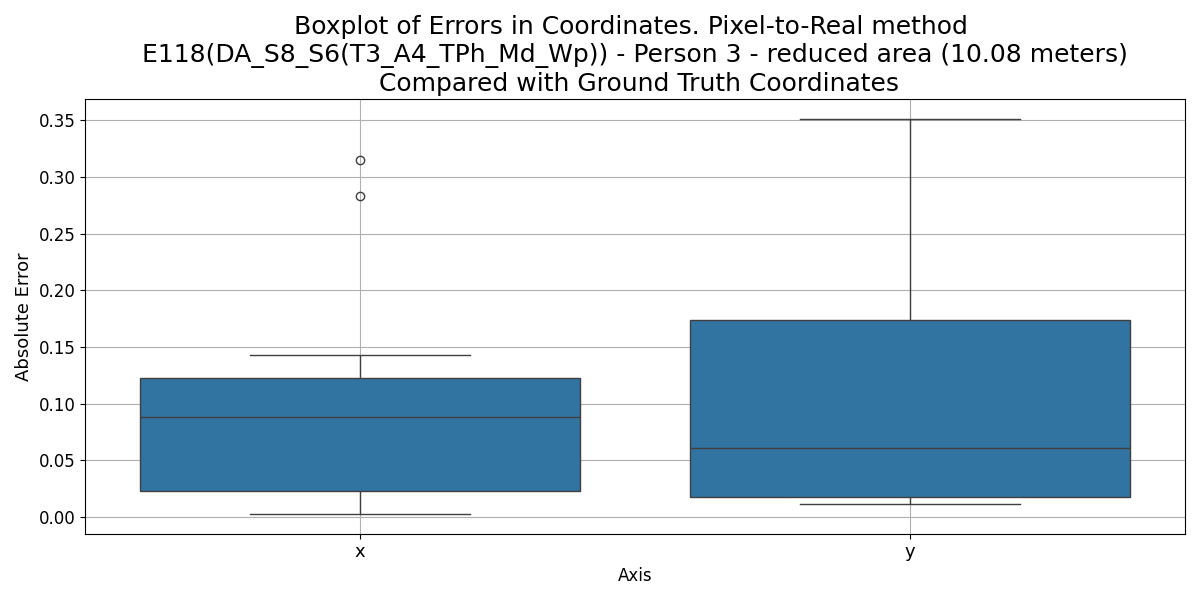 Boxplot of Errors in Coordinates. Pixel-to-Real method
E118(DA_S8_S6(T3_A4_TPh_Md_Wp)) - Person 3 - reduced area (10.08 meters)
Compared with Ground Truth Coordinates
Absolute Error
0.35
0.30
0.25
0.20
0.15
0.10
0.05
0.00
x
y
Axis